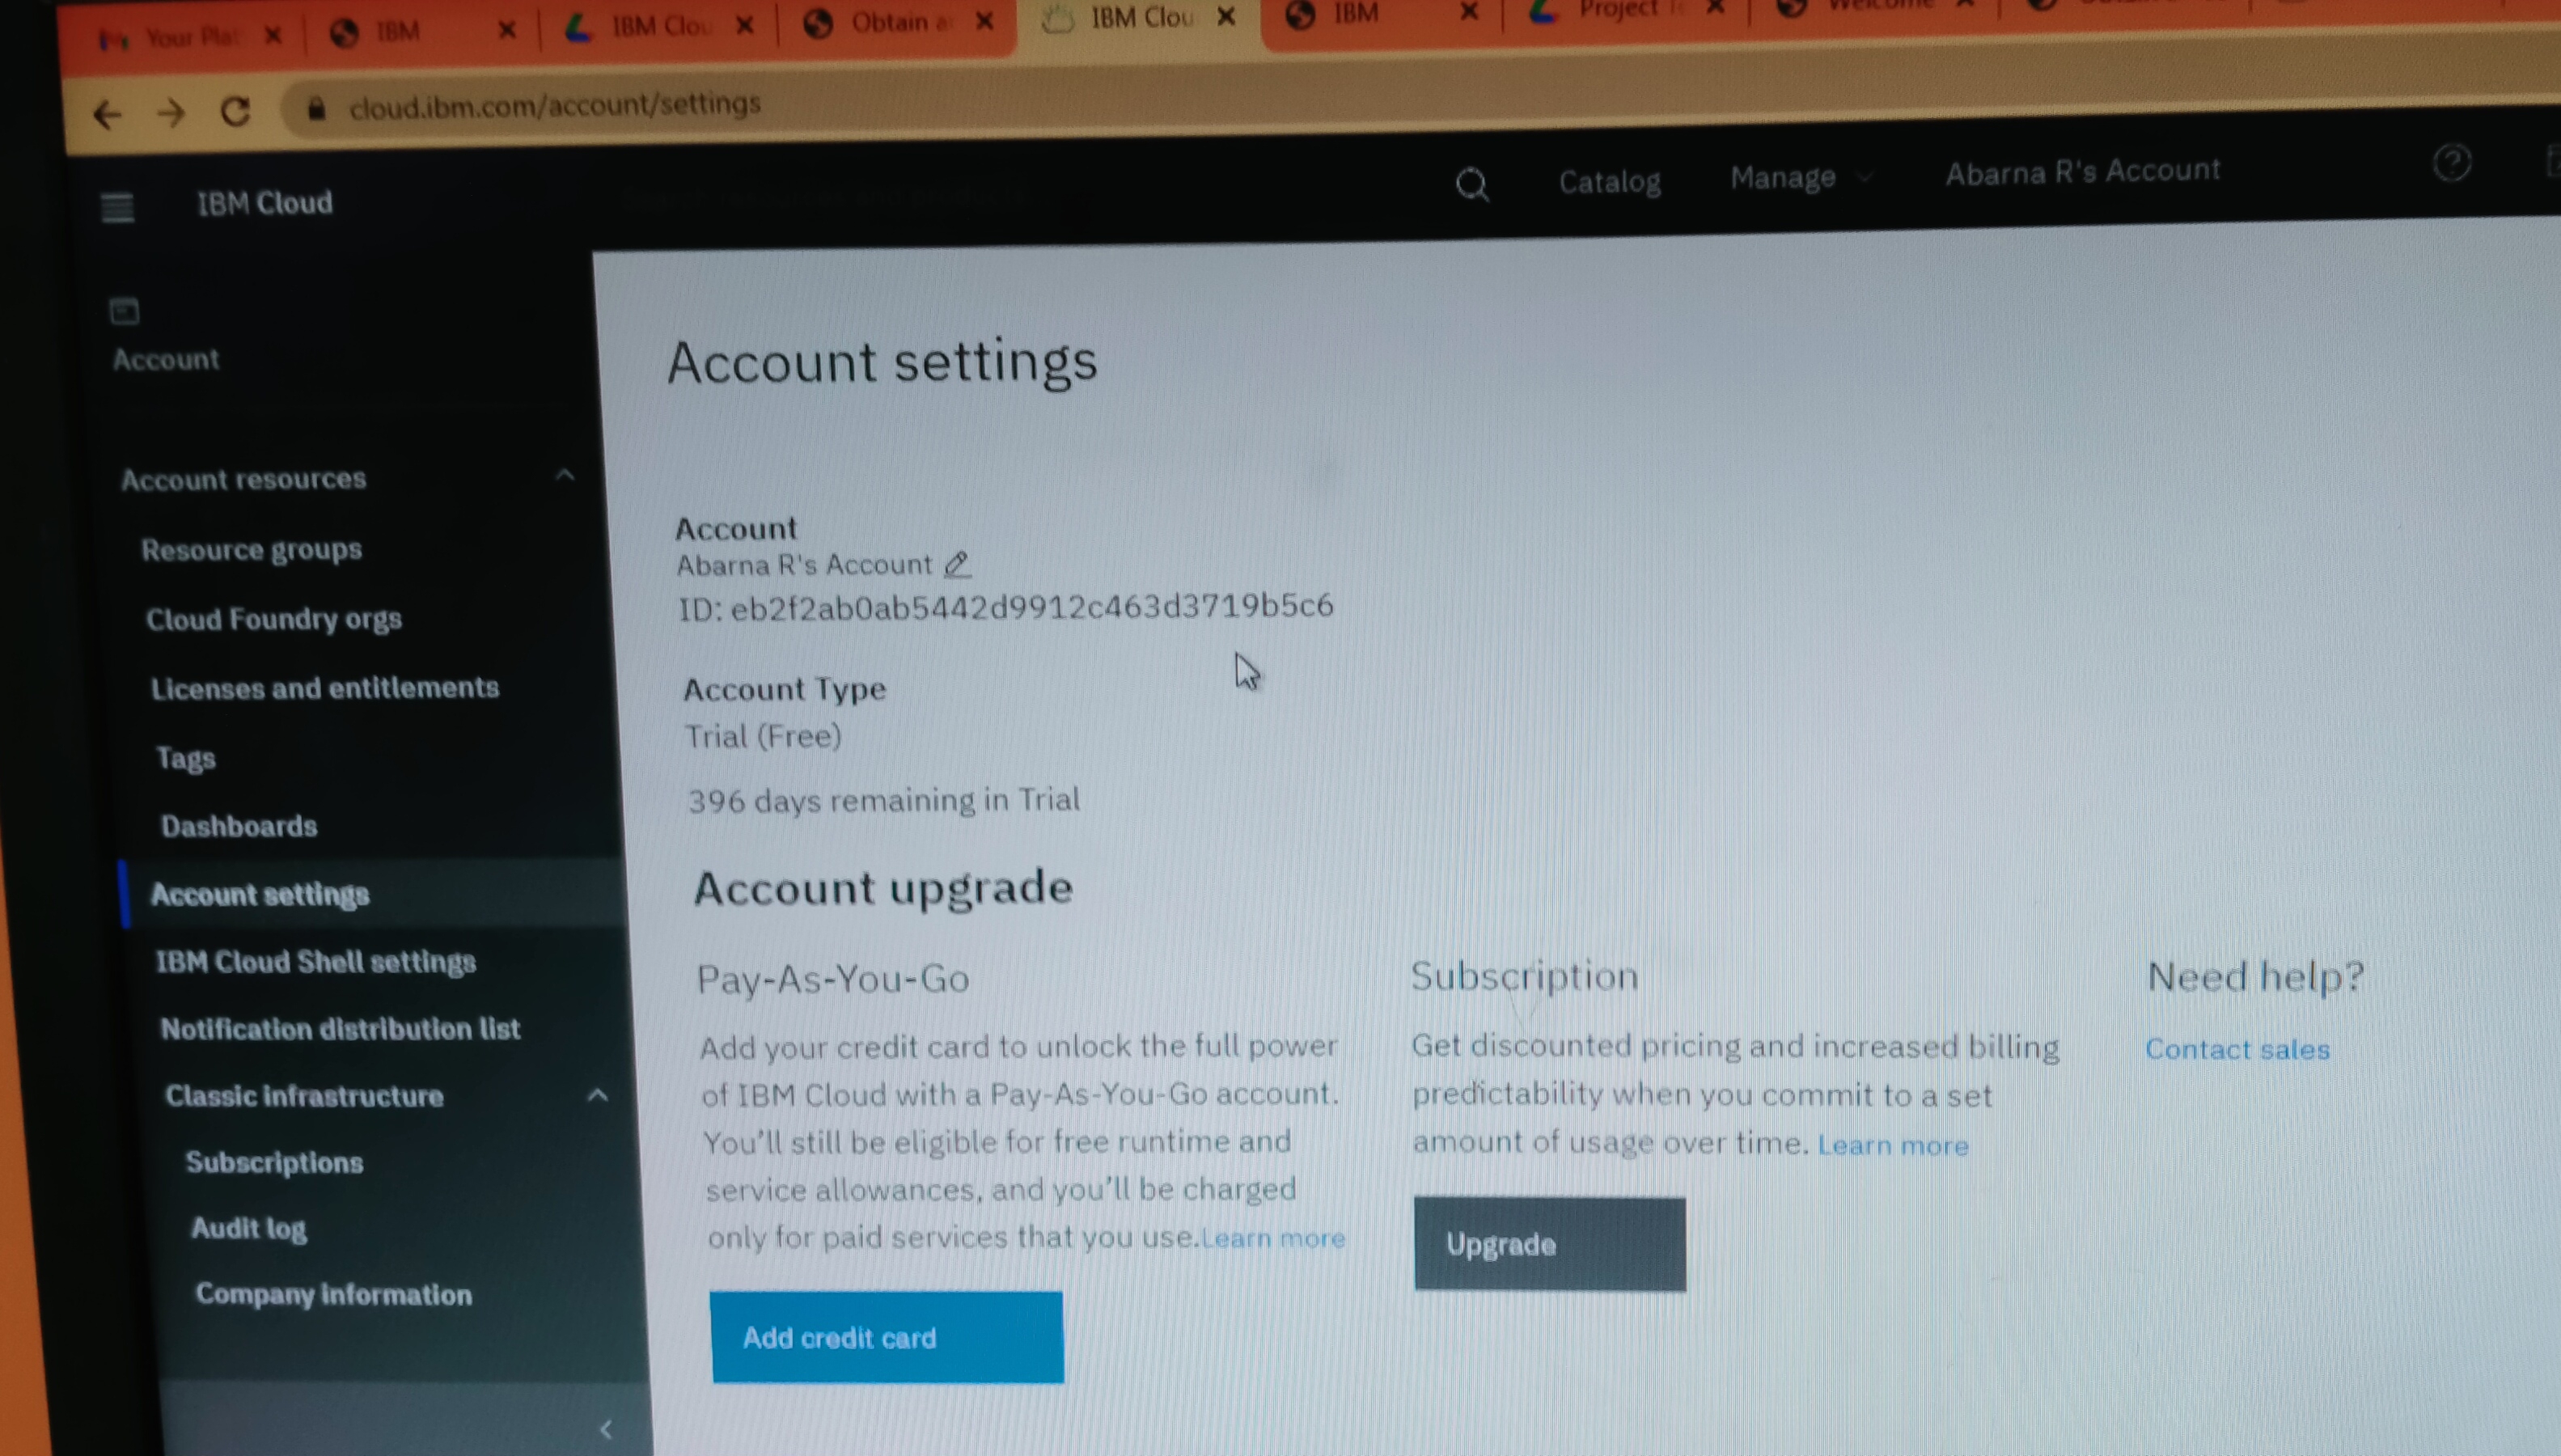 Your Pla
IBM
IBM Clou
Obtain a
IBM Clou
IBM
Project
Welcome
cloud.ibm.com/account/settings
IBM Cloud
Catalog
Manage
Abarna R's Account
Account
Account resources
Resource groups
Cloud Foundry orgs
Licenses and entitlements
Tags
Dashboards
Account settings
IBM Cloud Shell settings
Notification distribution list
Classic infrastructure
Subscriptions
Audit log
Company information
Account settings
Account
Abarna R's Account
ID: eb2f2ab0ab5442d9912c463d3719b5c6
Account Type
Trial (Free)
396 days remaining in Trial
Account upgrade
Pay-As-You-Go
Add your credit card to unlock the full power
of IBM Cloud with a Pay-As-You-Go account.
You'll still be eligible for free runtime and
service allowances, and you'll be charged
only for paid services that you use.Learn more
Add credit card
Subscription
Get discounted pricing and increased billing
predictability when you commit to a set
amount of usage over time. Learn more
Upgrade
Need help?
Contact sales